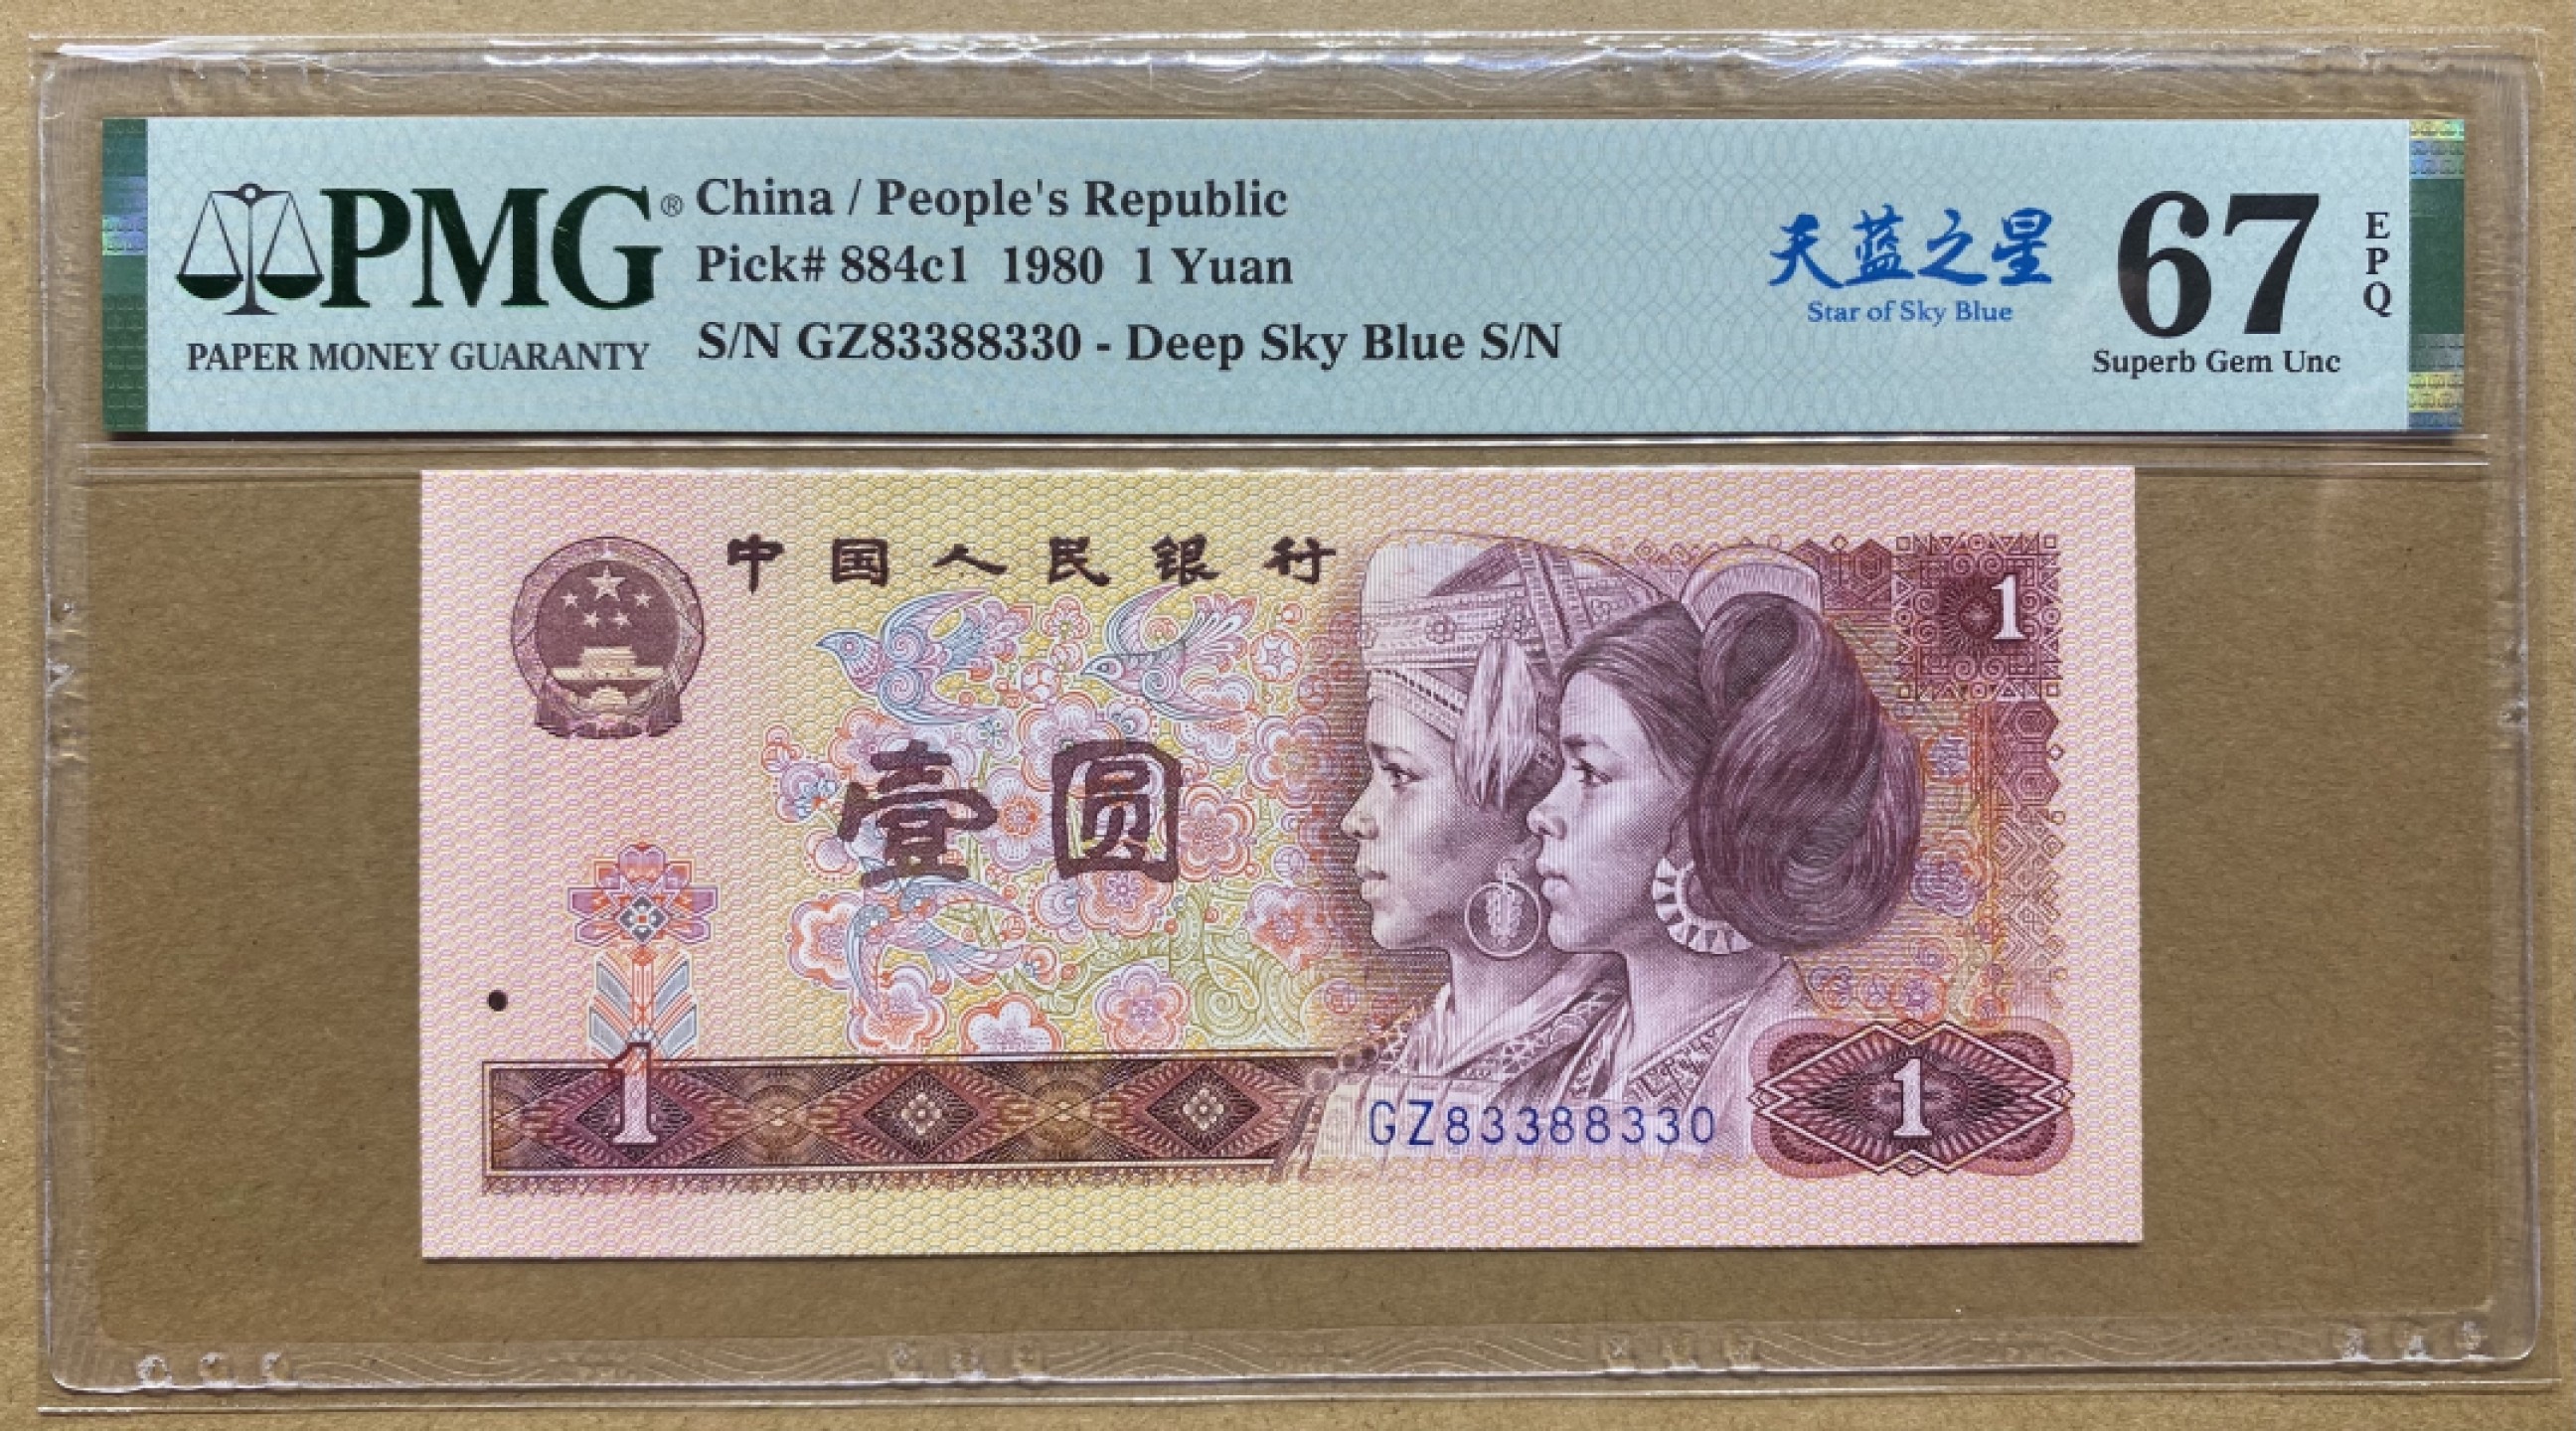 PMG®
PAPER MONEY GUARANTY
China / People's Republic
Pick# 884c1 1980 1 Yuan
S/N GZ83388330 - Deep Sky Blue S/N
天蓝之星
Star of Sky Blue
67
EPQ
Superb Gem Unc
中国人民银行
1
壹圆
1
GZ83388330
1